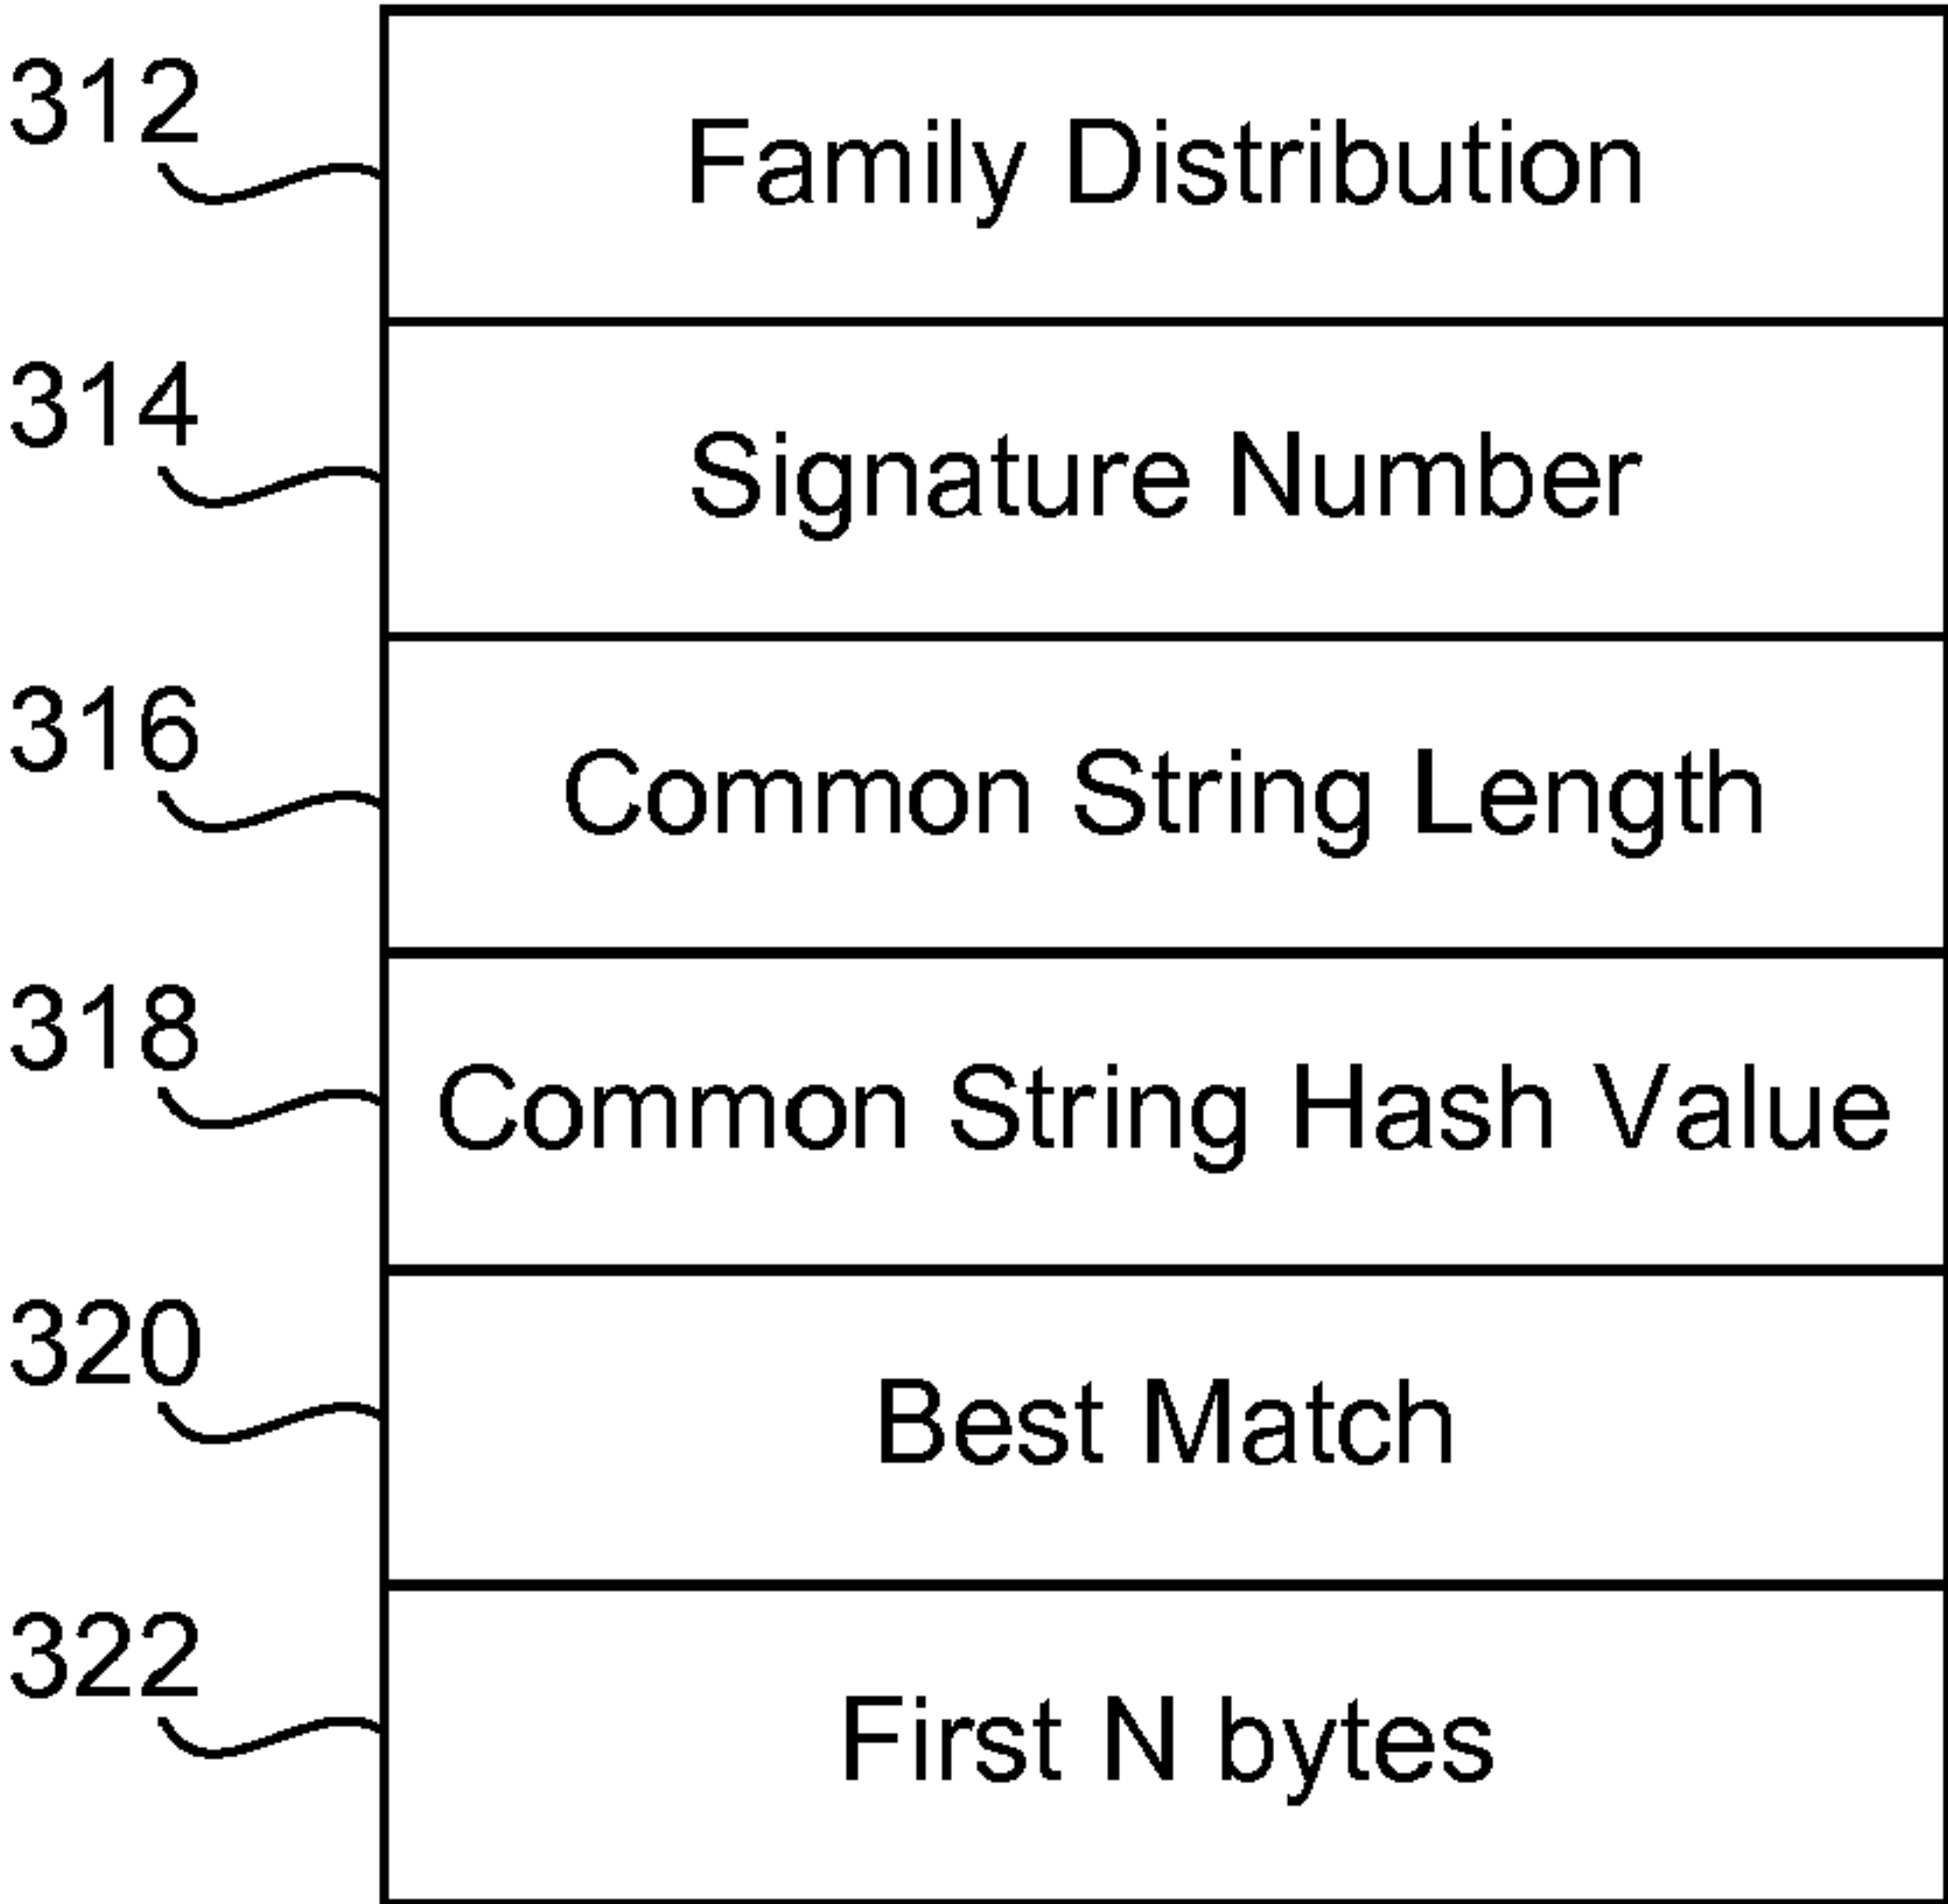 312
Family Distribution
314
Signature Number
316
Common String Length
318
Common String Hash Value
320
Best Match
322
First N bytes